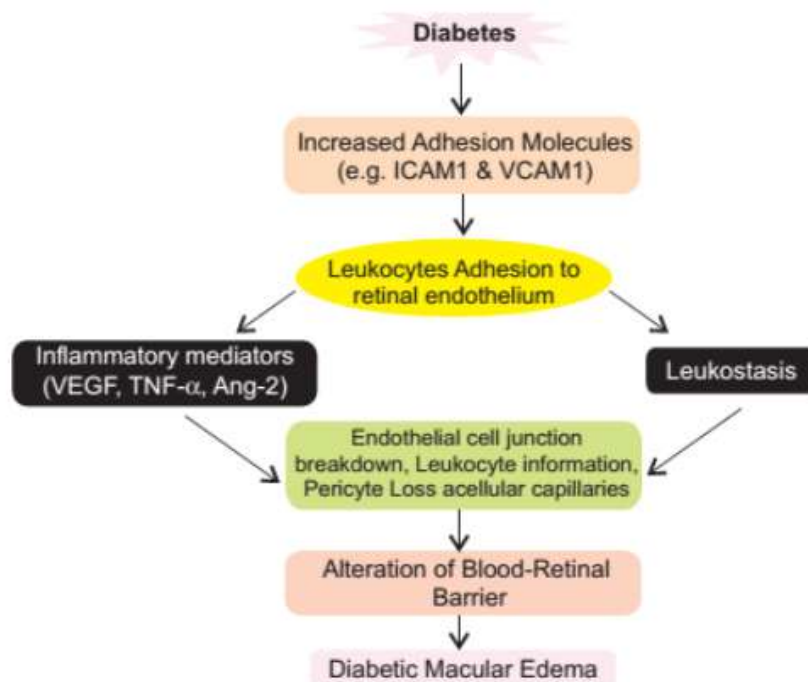 Diabetes
Increased Adhesion Molecules
(e.g. ICAM1 & VCAM1)
Leukocytes Adhesion to
retinal endothelium
Inflammatory mediators
(VEGF, TNF-α, Ang-2)
Leukostasis
Endothelial cell junction
breakdown, Leukocyte information,
Pericyte Loss acellular capillaries
Alteration of Blood-Retinal
Barrier
Diabetic Macular Edema